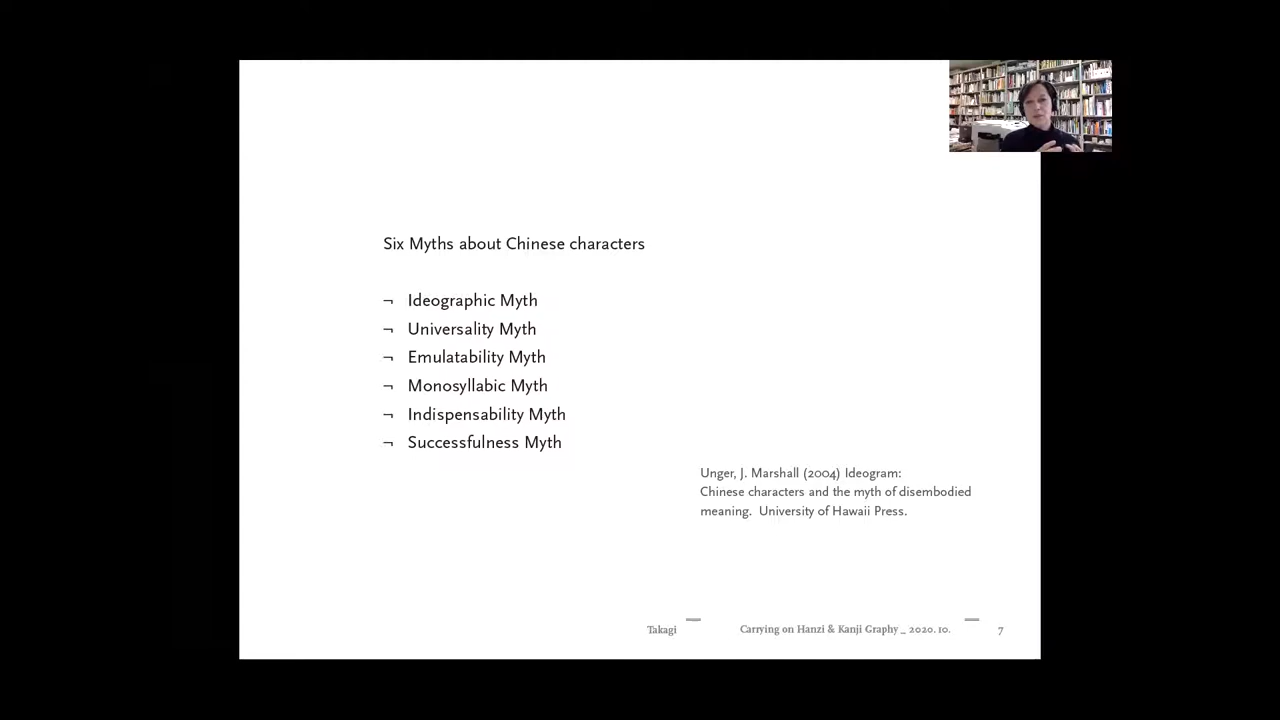 Six Myths about Chinese characters
¬ Ideographic Myth
¬ Universality Myth
¬ Emulatability Myth
¬ Monosyllabic Myth
¬ Indispensability Myth
¬ Successfulness Myth
Unger, J. Marshall (2004) Ideogram:
Chinese characters and the myth of disembodied
meaning. University of Hawaii Press.
Takagi — Carrying on Hanzi & Kanji Graphy _ 2020. 10. — 7